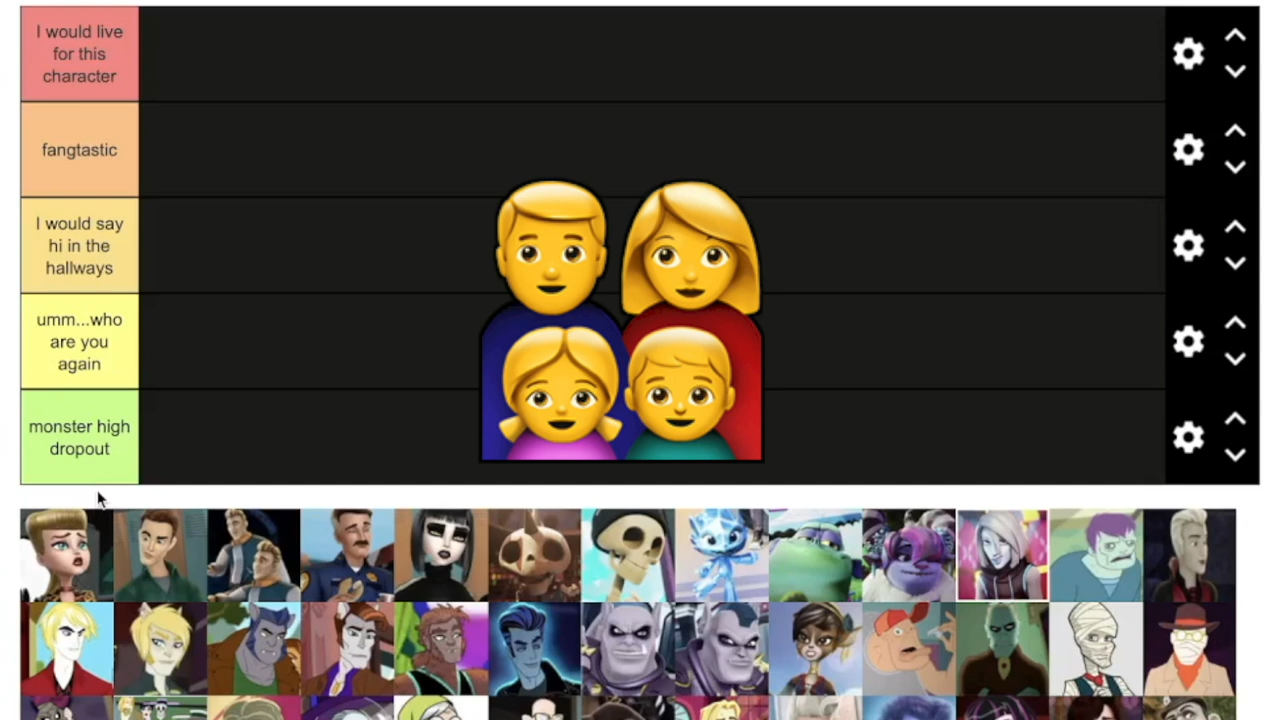 I would live
for this
character
fangtastic
I would say
hi in the
hallways
umm...who
are you
again
monster high
dropout